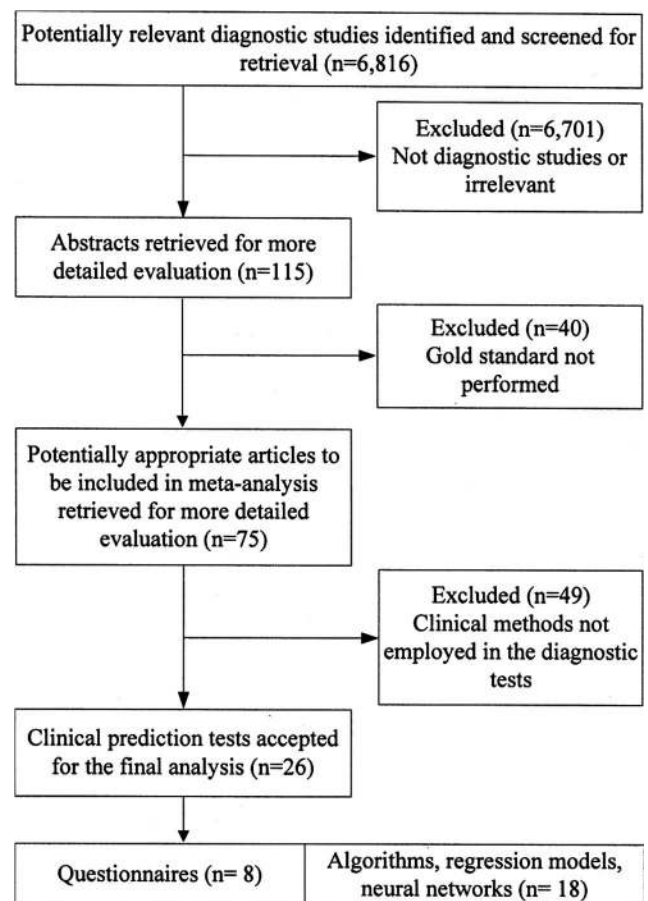 Potentially relevant diagnostic studies identified and screened for
retrieval (n=6,816)
Excluded (n=6,701)
Not diagnostic studies or
irrelevant
Abstracts retrieved for more
detailed evaluation (n=115)
Excluded (n=40)
Gold standard not
performed
Potentially appropriate articles to
be included in meta-analysis
retrieved for more detailed
evaluation (n=75)
Excluded (n=49)
Clinical methods not
employed in the diagnostic
tests
Clinical prediction tests accepted
for the final analysis (n=26)
Questionnaires (n= 8)
Algorithms, regression models,
neural networks (n= 18)